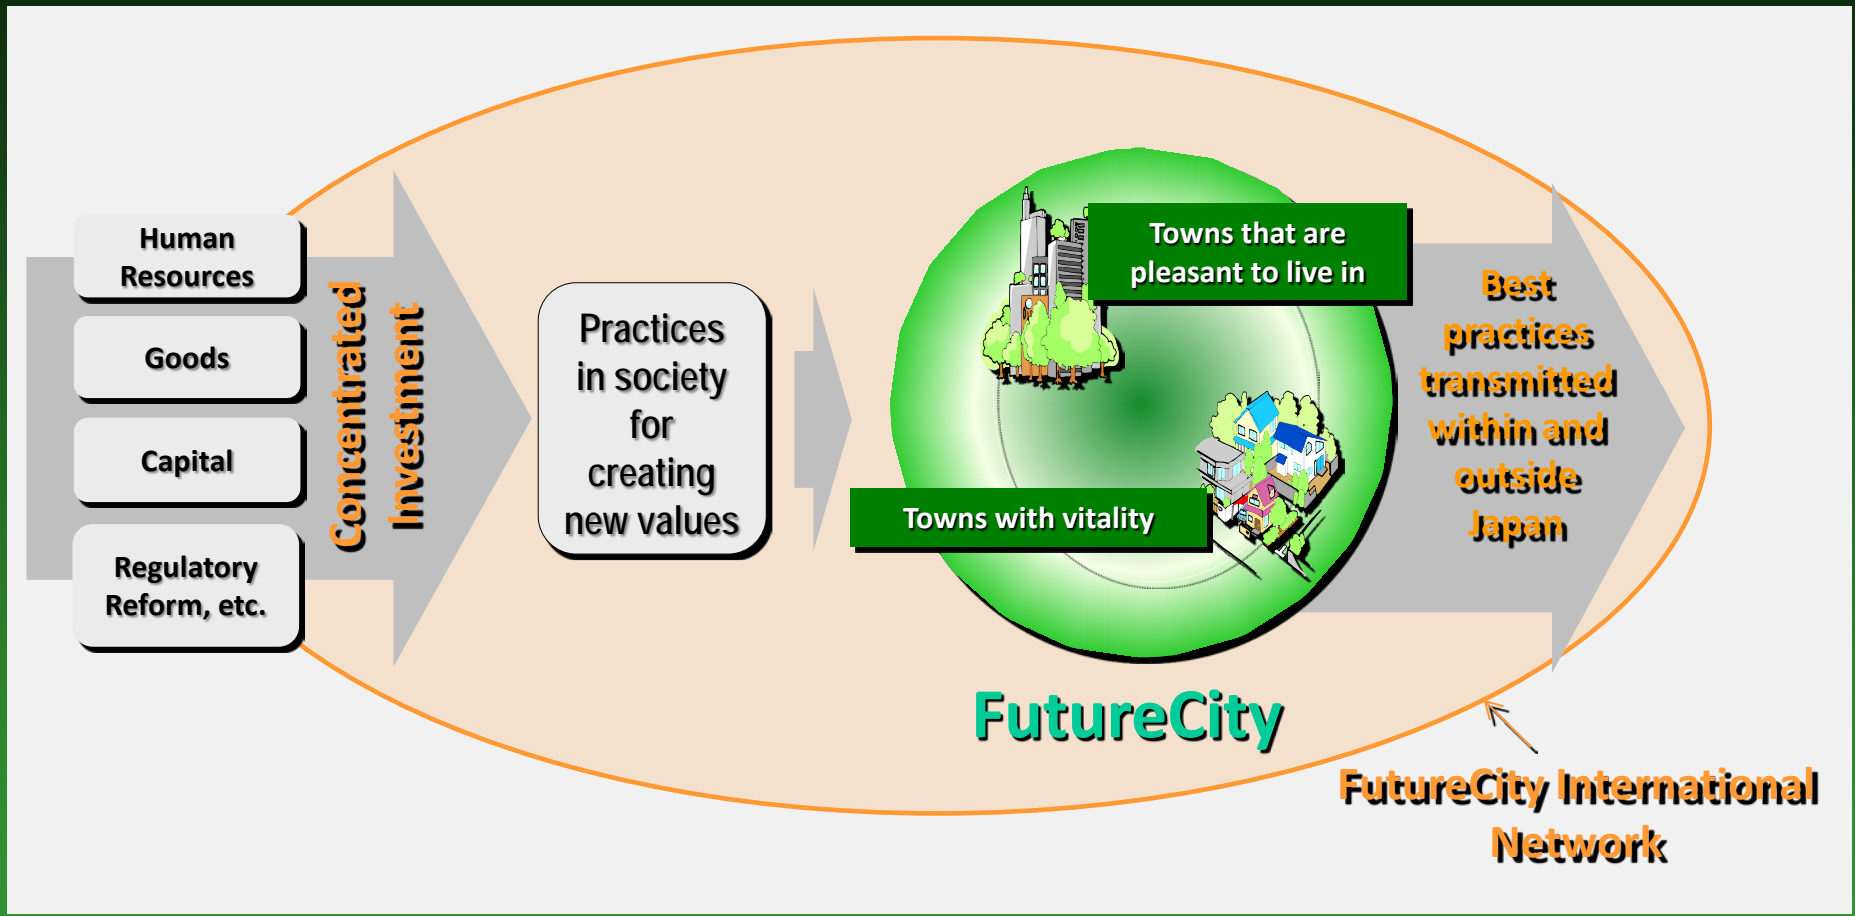 Human
Resources
Goods
Capital
Regulatory
Reform, etc.
Concentrated
Investment
Practices
in society
for
creating
new values
Towns that are
pleasant to live in
Towns with vitality
FutureCity
Best
practices
transmitted
within and
outside
Japan
FutureCity International
Network